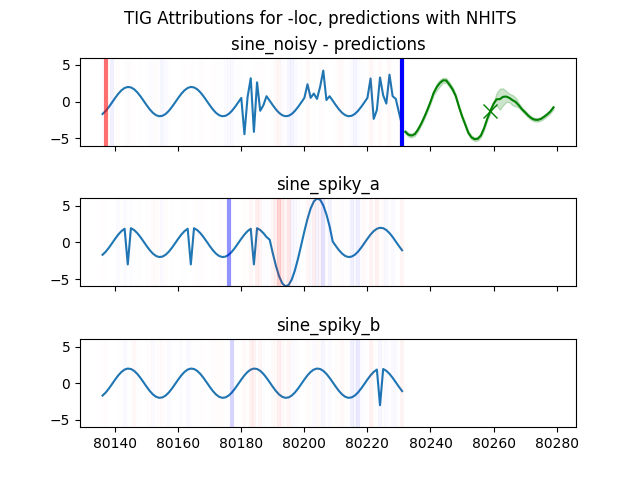 TIG Attributions for -loc, predictions with NHITS
sine_noisy - predictions
5
0
−5
sine_spiky_a
5
0
−5
sine_spiky_b
5
0
−5
80140 80160 80180 80200 80220 80240 80260 80280